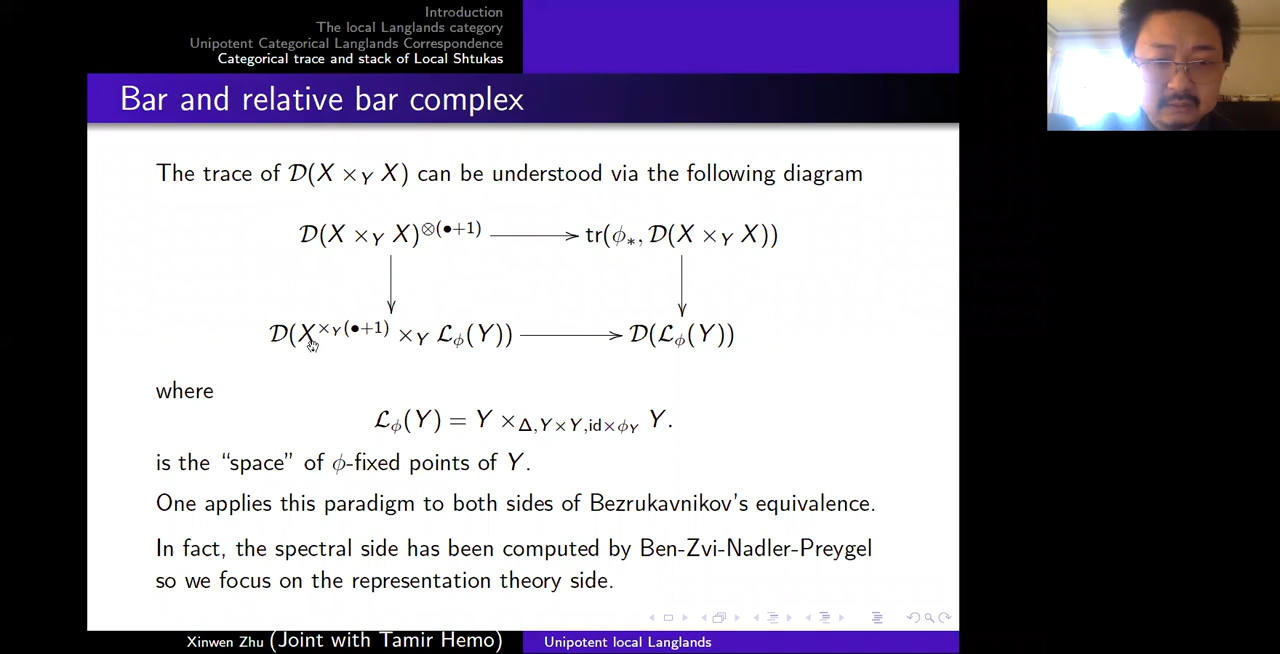 Introduction
The local Langlands category
Unipotent Categorical Langlands Correspondence
Categorical trace and stack of Local Shtukas
Bar and relative bar complex
The trace of 𝒟(X ×_Y X) can be understood via the following diagram
𝒟(X ×_Y X)^{⊗(•+1)} ⟶ tr(ϕ_*, 𝒟(X ×_Y X))
𝒟(X^{×_Y(•+1)} ×_Y ℒ_ϕ(Y)) ⟶ 𝒟(ℒ_ϕ(Y))
where
ℒ_ϕ(Y) = Y ×_{Δ,Y×Y,id×ϕ_Y} Y.
is the “space” of ϕ-fixed points of Y.
One applies this paradigm to both sides of Bezrukavnikov's equivalence.
In fact, the spectral side has been computed by Ben-Zvi-Nadler-Preygel
so we focus on the representation theory side.
Xinwen Zhu (Joint with Tamir Hemo) Unipotent local Langlands